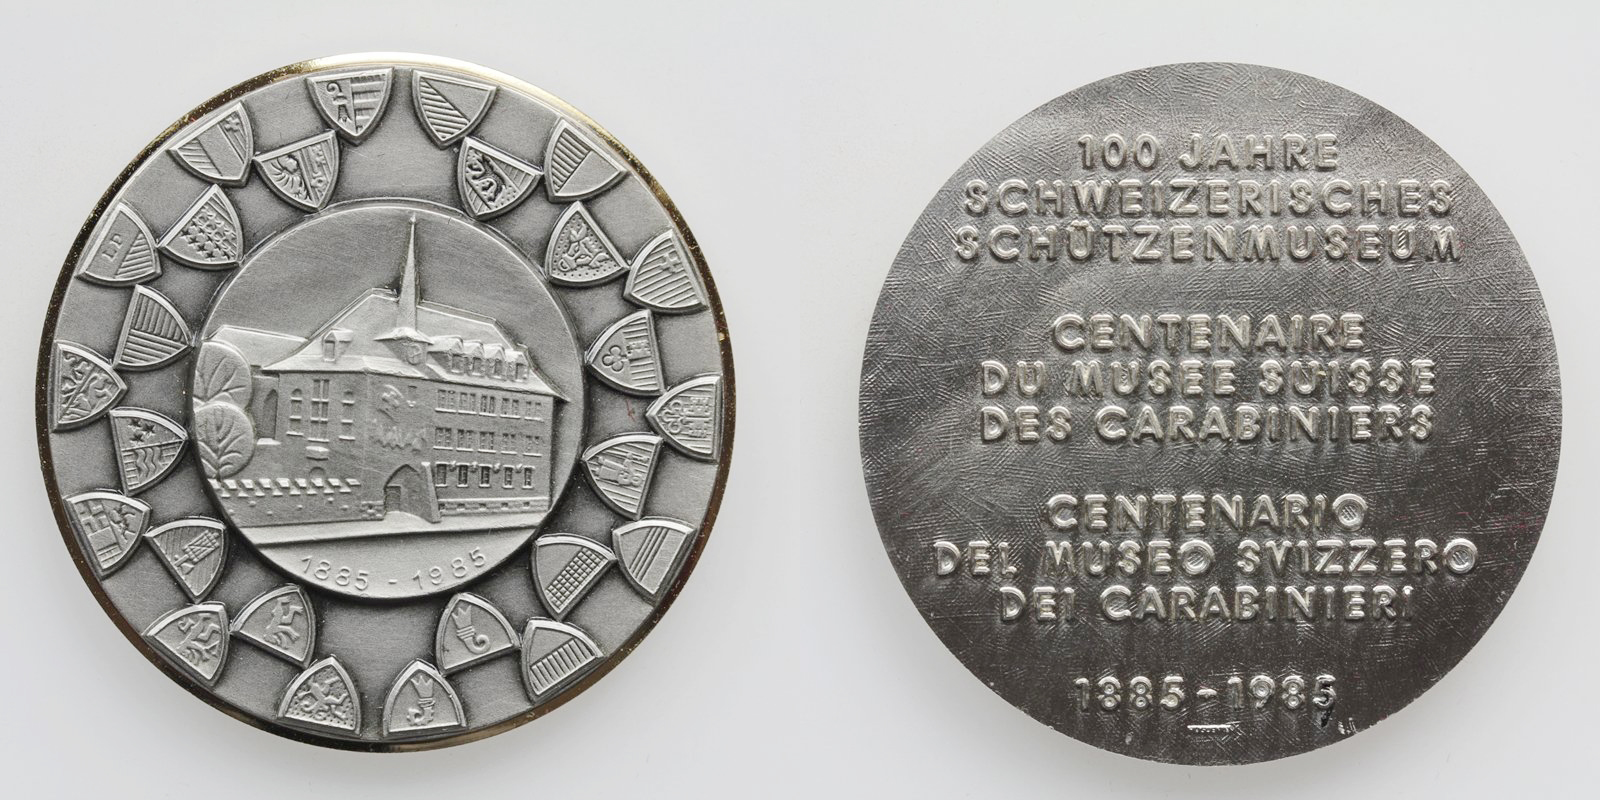 LP
1885 - 1985
100 JAHRE
SCHWEIZERISCHES
SCHÜTZENMUSEUM
CENTENAIRE
DU MUSEE SUISSE
DES CARABINIERS
CENTENARIO
DEL MUSEO SVIZZERO
DEI CARABINIERI
1885-1985